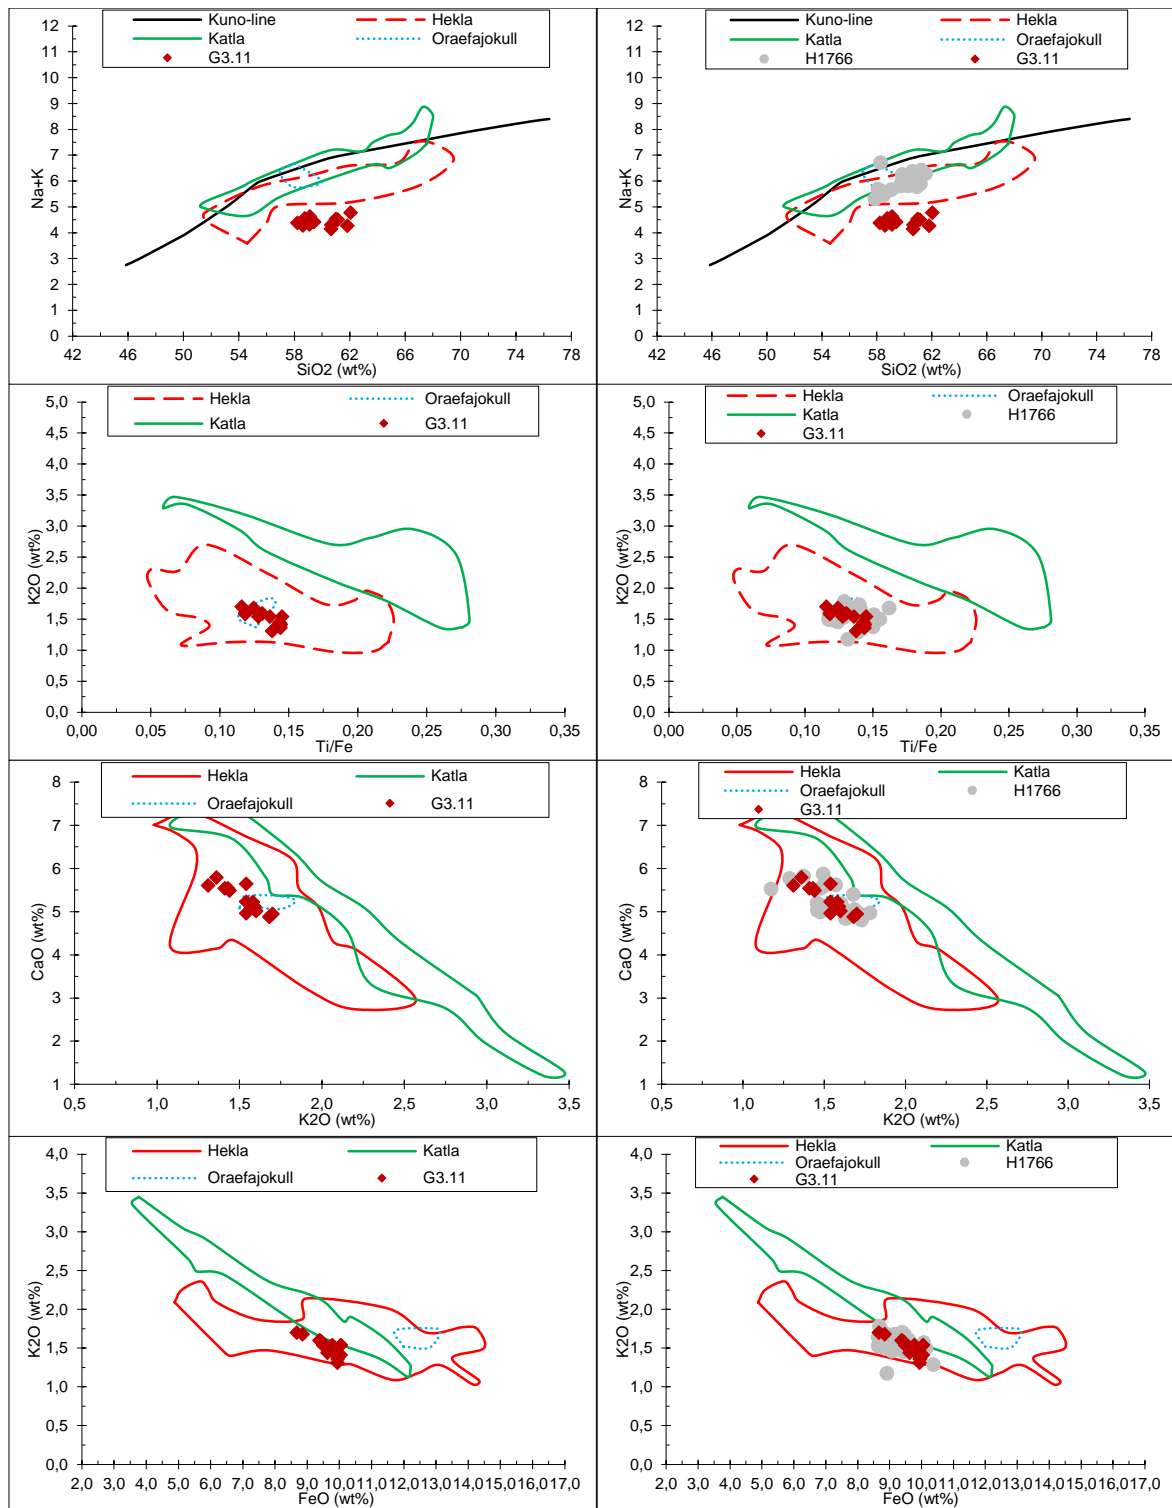 Kuno-line Hekla
Katla Oraefajokull
G3.11
12
11
10
9
8
7
6
5
4
3
2
1
0
Na+K
42 46 50 54 58 62 66 70 74 78
SiO2 (wt%)
Kuno-line Hekla
Katla Oraefajokull
H1766 G3.11
12
11
10
9
8
7
6
5
4
3
2
1
0
Na+K
42 46 50 54 58 62 66 70 74 78
SiO2 (wt%)
Hekla Oraefajokull
Katla G3.11
5,0
4,5
4,0
3,5
3,0
2,5
2,0
1,5
1,0
0,5
0,0
K2O (wt%)
0,00 0,05 0,10 0,15 0,20 0,25 0,30 0,35
Ti/Fe
Hekla Oraefajokull
Katla H1766
G3.11
5,0
4,5
4,0
3,5
3,0
2,5
2,0
1,5
1,0
0,5
0,0
K2O (wt%)
0,00 0,05 0,10 0,15 0,20 0,25 0,30 0,35
Ti/Fe
Hekla Katla
Oraefajokull G3.11
8
7
6
5
4
3
2
1
CaO (wt%)
0,5 1,0 1,5 2,0 2,5 3,0 3,5
K2O (wt%)
Hekla Katla
Oraefajokull H1766
G3.11
8
7
6
5
4
3
2
1
CaO (wt%)
0,5 1,0 1,5 2,0 2,5 3,0 3,5
K2O (wt%)
Hekla Katla
Oraefajokull G3.11
4,0
3,5
3,0
2,5
2,0
1,5
1,0
0,5
0,0
K2O (wt%)
2,0 3,0 4,0 5,0 6,0 7,0 8,0 9,0 10,0 11,0 12,0 13,0 14,0 15,0 16,0 17,0
FeO (wt%)
Hekla Katla
Oraefajokull H1766
G3.11
4,0
3,5
3,0
2,5
2,0
1,5
1,0
0,5
0,0
K2O (wt%)
2,0 3,0 4,0 5,0 6,0 7,0 8,0 9,0 10,0 11,0 12,0 13,0 14,0 15,0 16,0 17,0
FeO (wt%)